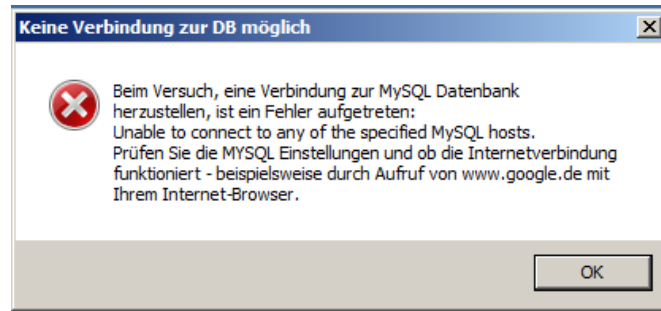 Keine Verbindung zur DB möglich
Beim Versuch, eine Verbindung zur MySQL Datenbank
herzustellen, ist ein Fehler aufgetreten:
Unable to connect to any of the specified MySQL hosts.
Prüfen Sie die MYSQL Einstellungen und ob die Internetverbindung
funktioniert - beispielsweise durch Aufruf von www.google.de mit
Ihrem Internet-Browser.
OK